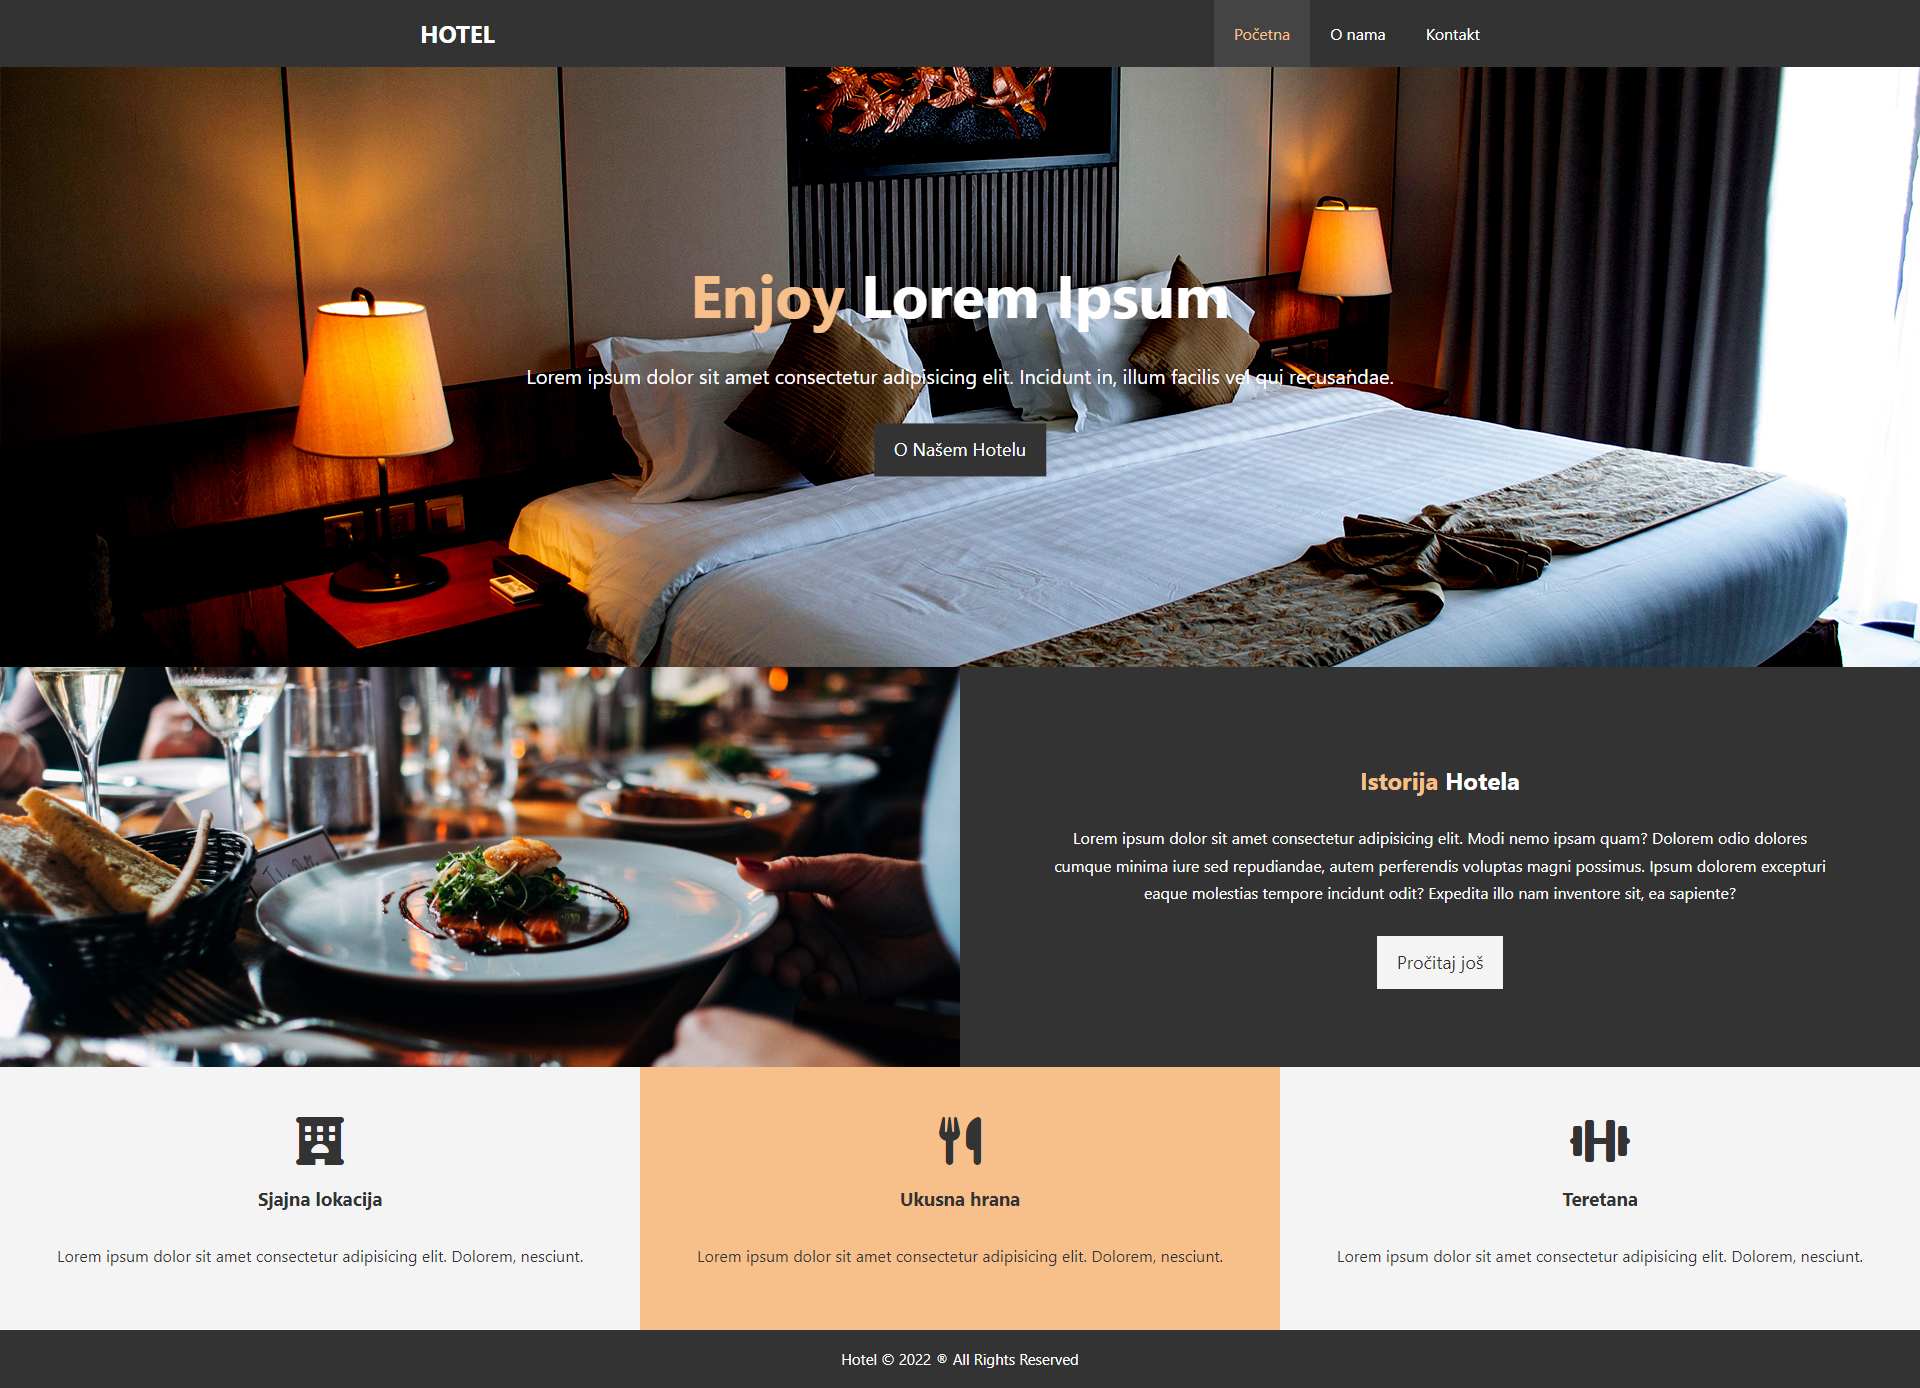 HOTEL
Početna O nama Kontakt
Enjoy Lorem Ipsum
Lorem ipsum dolor sit amet consectetur adipisicing elit. Incidunt in, illum facilis vel qui recusandae.
O Našem Hotelu
Istorija Hotela
Lorem ipsum dolor sit amet consectetur adipisicing elit. Modi nemo ipsam quam? Dolorem odio dolores
cumque minima iure sed repudiandae, autem perferendis voluptas magni possimus. Ipsum dolorem excepturi
eaque molestias tempore incidunt odit? Expedita illo nam inventore sit, ea sapiente?
Pročitaj još
Sjajna lokacija
Lorem ipsum dolor sit amet consectetur adipisicing elit. Dolorem, nesciunt.
Ukusna hrana
Lorem ipsum dolor sit amet consectetur adipisicing elit. Dolorem, nesciunt.
Teretana
Lorem ipsum dolor sit amet consectetur adipisicing elit. Dolorem, nesciunt.
Hotel © 2022 ® All Rights Reserved